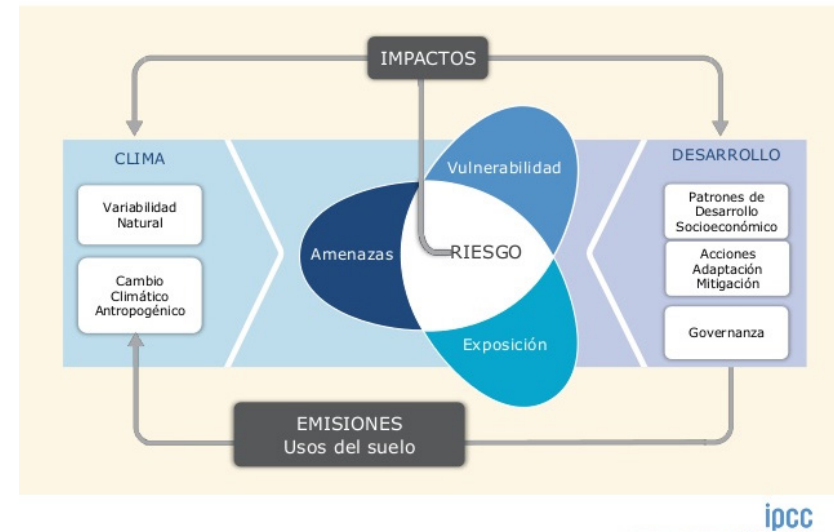 IMPACTOS
CLIMA
Variabilidad
Natural
Cambio
Climático
Antropogénico
Amenazas
Vulnerabilidad
RIESGO
Exposición
DESARROLLO
Patrones de
Desarrollo
Socioeconómico
Acciones
Adaptación
Mitigación
Governanza
EMISIONES
Usos del suelo
ipcc